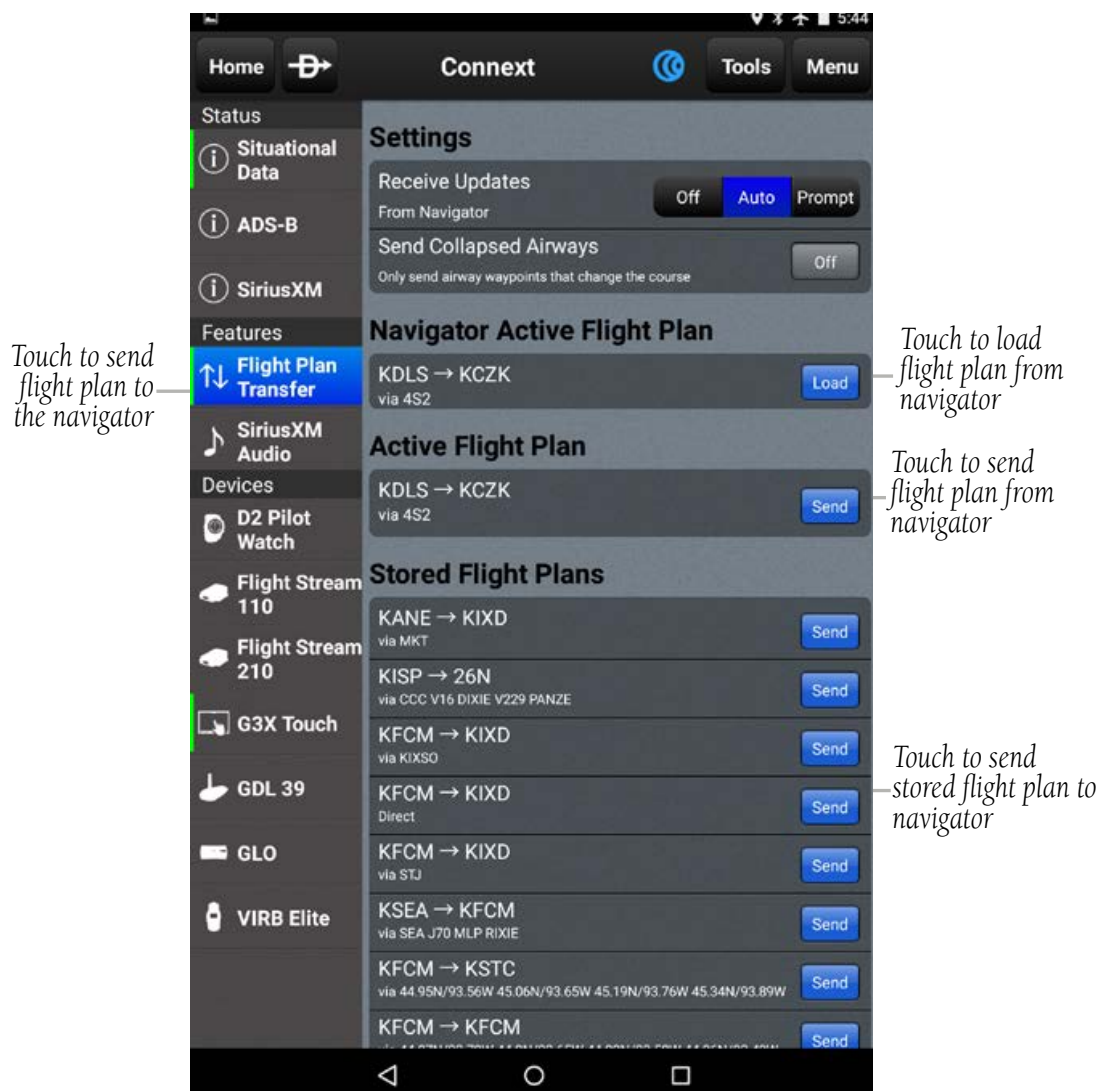 5:44
Home
Connext
Tools
Menu
Status
Situational
Data
ADS-B
SiriusXM
Features
Flight Plan
Transfer
SiriusXM
Audio
Devices
D2 Pilot
Watch
Flight Stream
110
Flight Stream
210
G3X Touch
GDL 39
GLO
VIRB Elite
Settings
Receive Updates
From Navigator
Off
Auto
Prompt
Send Collapsed Airways
Only send airway waypoints that change the course
Off
Navigator Active Flight Plan
KDLS → KCZK
via 4S2
Load
Active Flight Plan
KDLS → KCZK
via 4S2
Send
Stored Flight Plans
KANE → KIXD
via MKT
Send
KISP → 26N
via CCC V16 DIXIE V229 PANZE
Send
KFCM → KIXD
via KIXSO
Send
KFCM → KIXD
Direct
Send
KFCM → KIXD
via STJ
Send
KSEA → KFCM
via SEA J70 MLP RIXIE
Send
KFCM → KSTC
via 44.95N/93.56W 45.06N/93.65W 45.19N/93.76W 45.34N/93.89W
Send
KFCM → KFCM
Send
Touch to send
flight plan to
the navigator
Touch to load
flight plan from
navigator
Touch to send
flight plan from
navigator
Touch to send
stored flight plan to
navigator